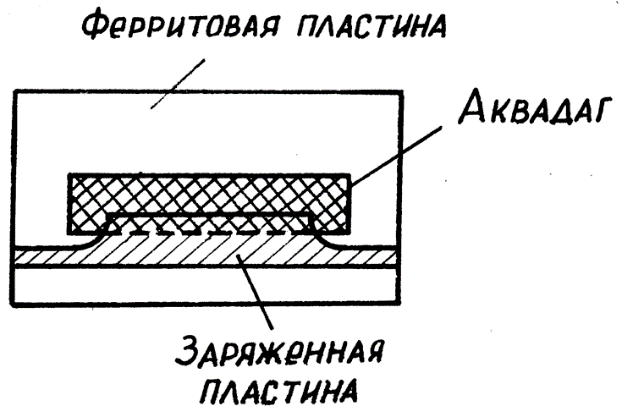 Ферритовая пластина
Аквадаг
Заряженная
пластина